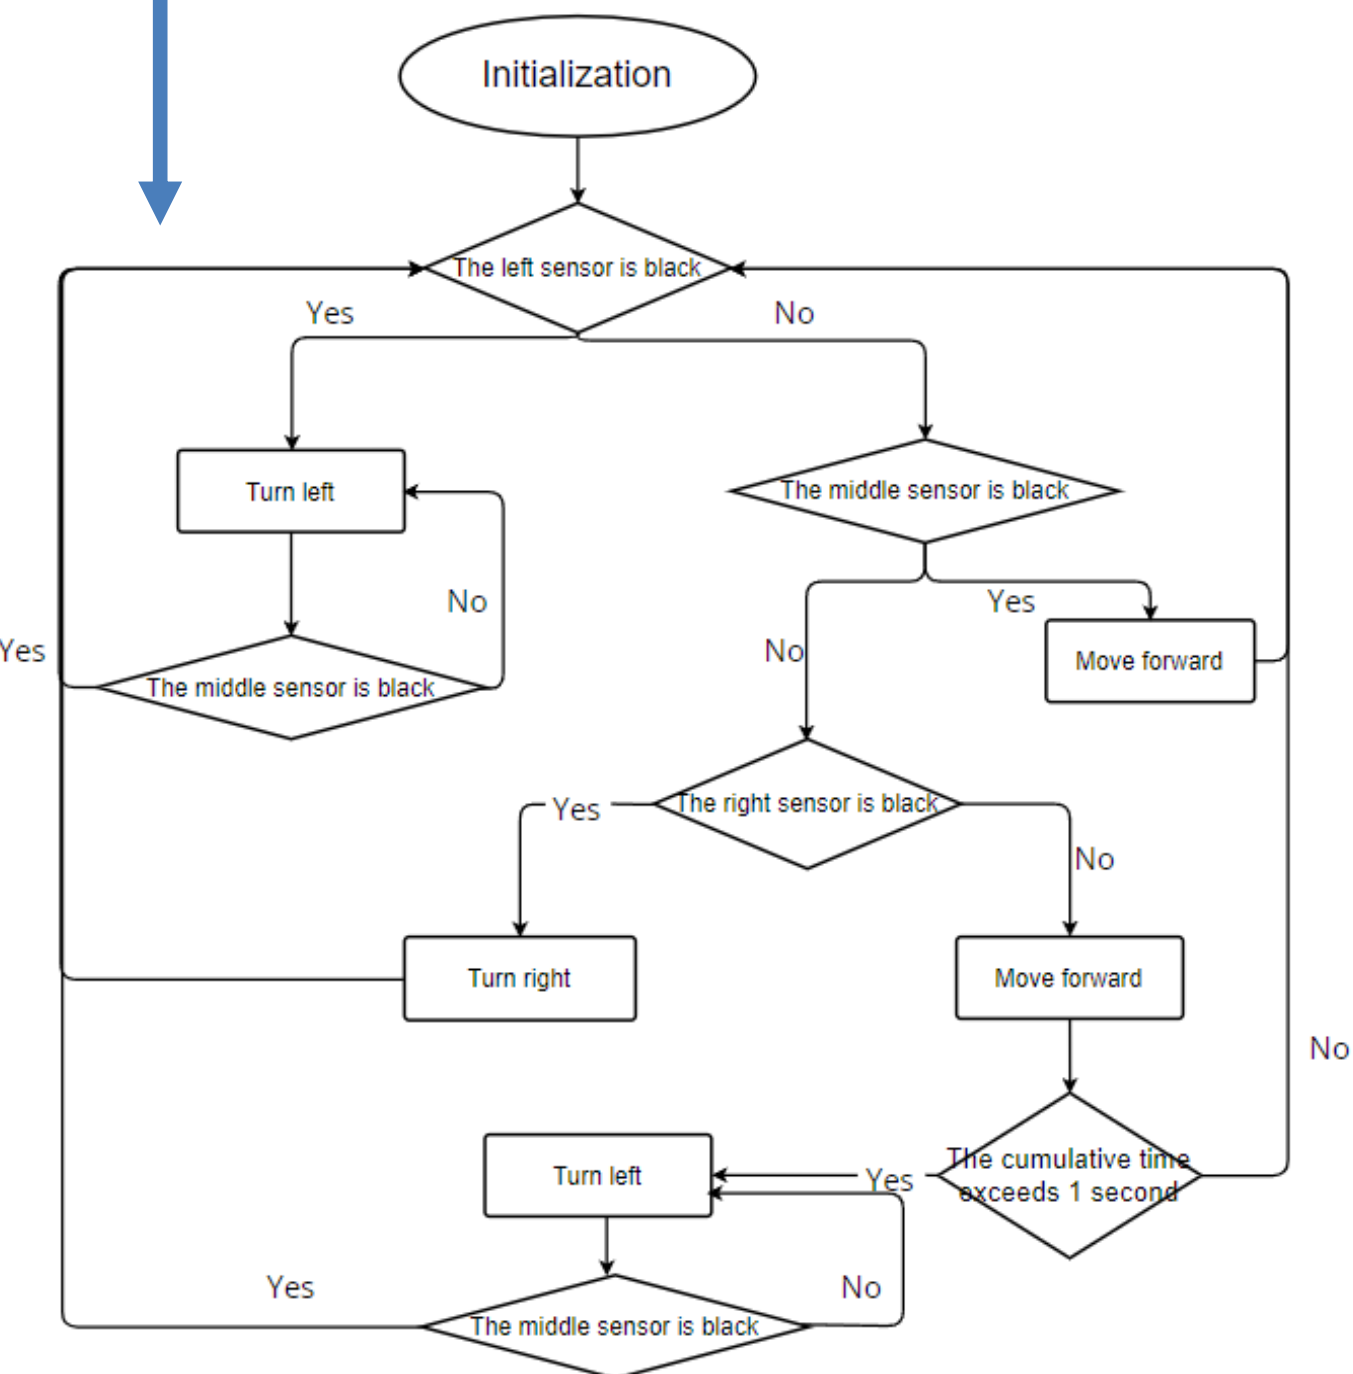 Initialization
The left sensor is black
Yes
No
Turn left
The middle sensor is black
No
Yes
No
Yes
Move forward
The middle sensor is black
The right sensor is black
Yes
No
Turn right
Move forward
No
The cumulative time
exceeds 1 second
Turn left
Yes
Yes
No
The middle sensor is black